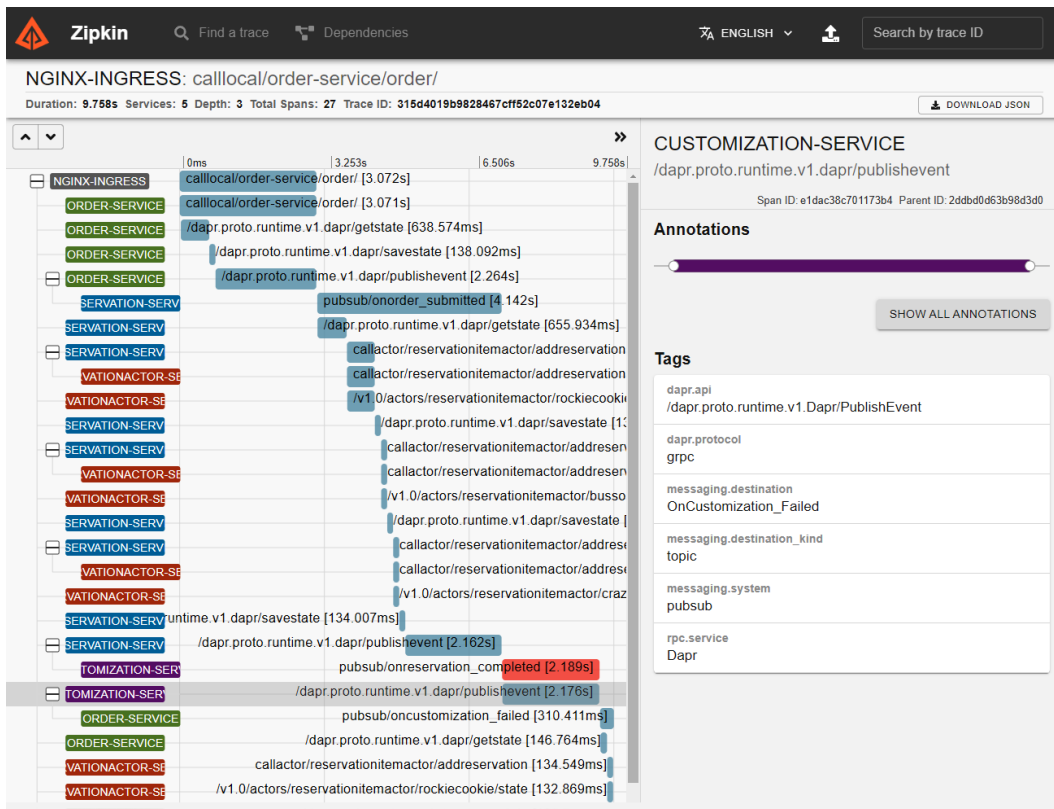 Zipkin Find a trace Dependencies ENGLISH Search by trace ID
NGINX-INGRESS: calllocal/order-service/order/
Duration: 9.758s Services: 5 Depth: 3 Total Spans: 27 Trace ID: 315d4019b9828467cff52c07e132eb04
DOWNLOAD JSON
0ms 3.253s 6.506s 9.758s
NGINX-INGRESS calllocal/order-service/order/ [3.072s]
ORDER-SERVICE calllocal/order-service/order/ [3.071s]
ORDER-SERVICE /dapr.proto.runtime.v1.dapr/getstate [638.574ms]
ORDER-SERVICE /dapr.proto.runtime.v1.dapr/savestate [138.092ms]
ORDER-SERVICE /dapr.proto.runtime.v1.dapr/publishevent [2.264s]
SERVATION-SERV pubsub/onorder_submitted [4.142s]
SERVATION-SERV /dapr.proto.runtime.v1.dapr/getstate [655.934ms]
SERVATION-SERV callactor/reservationitemactor/addreservation
VATIONACTOR-SE callactor/reservationitemactor/addreservation
VATIONACTOR-SE /v1.0/actors/reservationitemactor/rockiecooki
SERVATION-SERV /dapr.proto.runtime.v1.dapr/savestate [13
SERVATION-SERV callactor/reservationitemactor/addreserv
VATIONACTOR-SE callactor/reservationitemactor/addreserv
VATIONACTOR-SE /v1.0/actors/reservationitemactor/busso
SERVATION-SERV /dapr.proto.runtime.v1.dapr/savestate [
SERVATION-SERV callactor/reservationitemactor/addrese
VATIONACTOR-SE callactor/reservationitemactor/addrese
VATIONACTOR-SE /v1.0/actors/reservationitemactor/craz
SERVATION-SERV runtime.v1.dapr/savestate [134.007ms]
SERVATION-SERV /dapr.proto.runtime.v1.dapr/publishevent [2.162s]
TOMIZATION-SERV pubsub/onreservation_completed [2.189s]
TOMIZATION-SERV /dapr.proto.runtime.v1.dapr/publishevent [2.176s]
ORDER-SERVICE pubsub/oncustomization_failed [310.411ms]
ORDER-SERVICE /dapr.proto.runtime.v1.dapr/getstate [146.764ms]
VATIONACTOR-SE callactor/reservationitemactor/addreservation [134.549ms]
VATIONACTOR-SE /v1.0/actors/reservationitemactor/rockiecookie/state [132.869ms]
CUSTOMIZATION-SERVICE
/dapr.proto.runtime.v1.dapr/publishevent
Span ID: e1dac38c701173b4 Parent ID: 2ddbd0d63b98d3d0
Annotations
SHOW ALL ANNOTATIONS
Tags
dapr.api
/dapr.proto.runtime.v1.Dapr/PublishEvent
dapr.protocol
grpc
messaging.destination
OnCustomization_Failed
messaging.destination_kind
topic
messaging.system
pubsub
rpc.service
Dapr